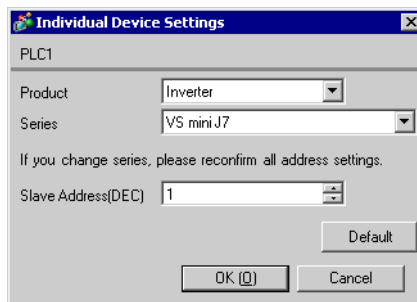 Individual Device Settings
PLC1
Product Inverter
Series VS mini J7
If you change series, please reconfirm all address settings.
Slave Address(DEC) 1
Default
OK (O) Cancel